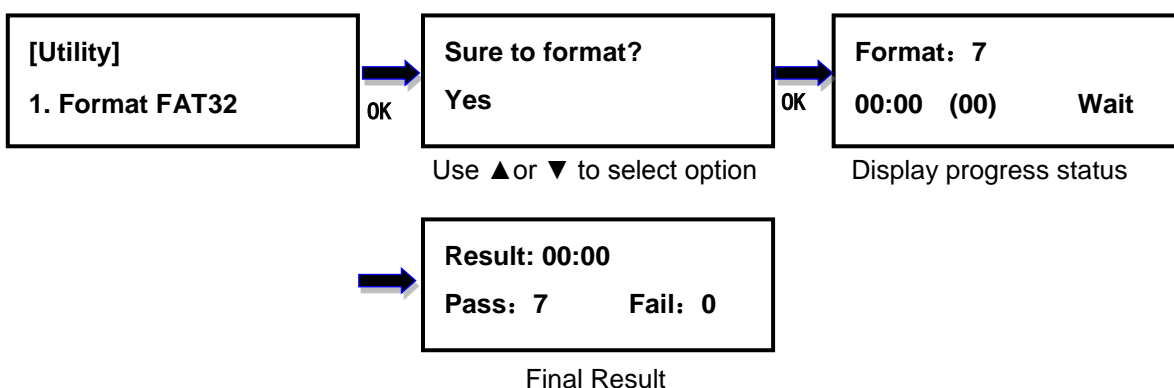 [Utility]
1. Format FAT32
OK
Sure to format?
Yes
Use ▲or ▼ to select option
OK
Format：7
00:00 (00) Wait
Display progress status
Result: 00:00
Pass：7 Fail：0
Final Result